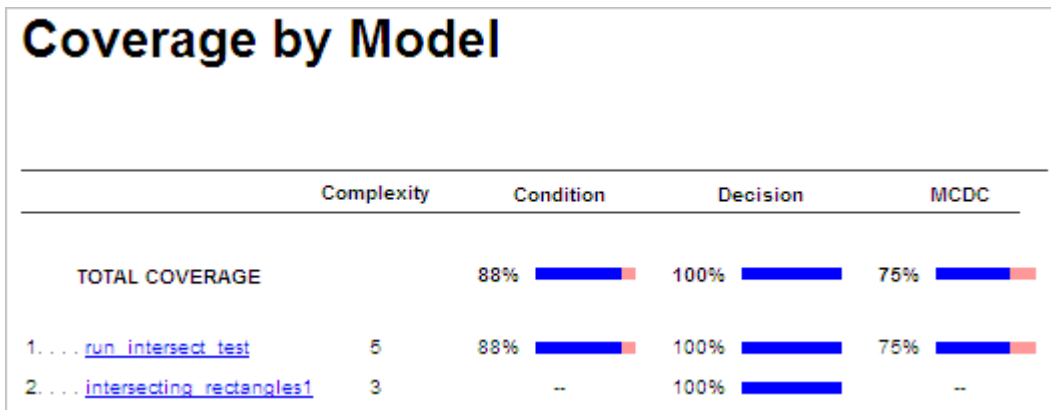 Coverage by Model
Complexity Condition Decision MCDC
TOTAL COVERAGE 88% 100% 75%
1. . . . run_intersect_test 5 88% 100% 75%
2. . . . intersecting_rectangles1 3 -- 100% --